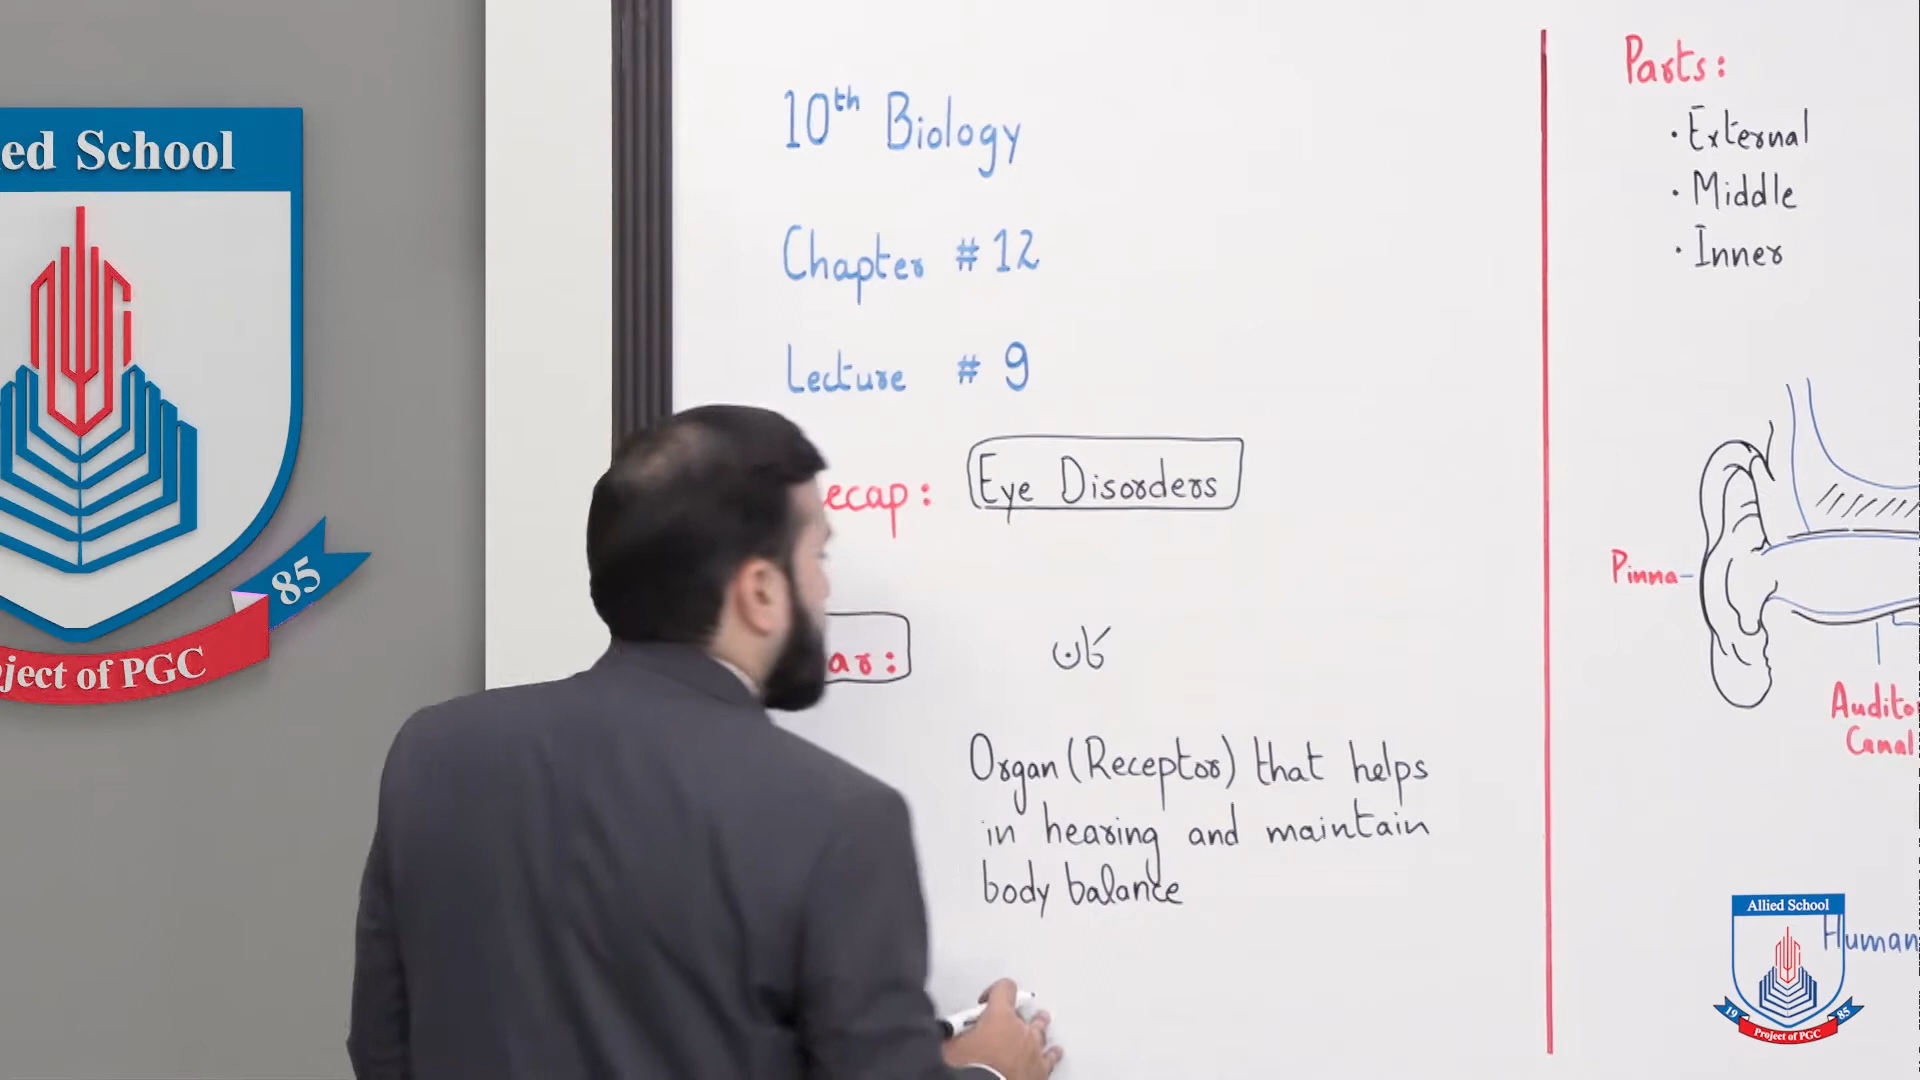 ed School
85
ject of PGC
10th Biology
Chapter # 12
Lecture # 9
ecap: Eye Disorders
ar: کان
Organ (Receptor) that helps
in hearing and maintain
body balance
Parts:
· External
· Middle
· Inner
Pinna
Audito
Canal
Human
Allied School
19 85
Project of PGC